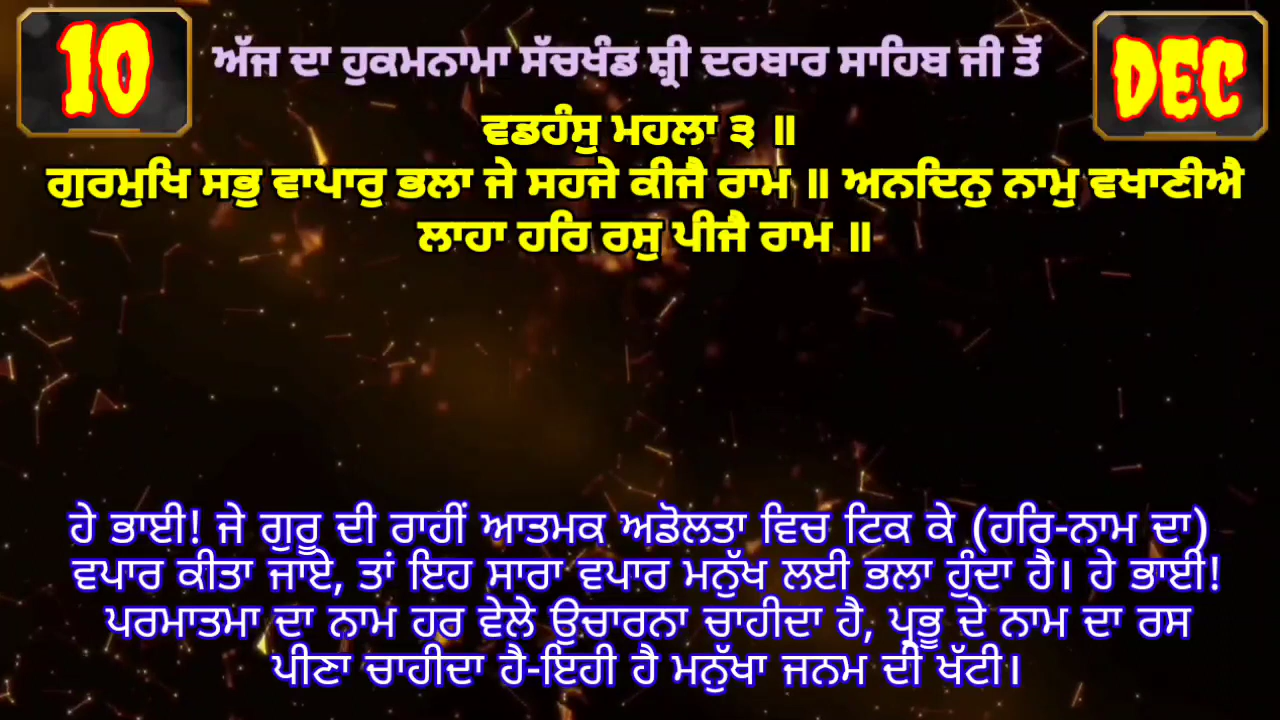 10
ਅੱਜ ਦਾ ਹੁਕਮਨਾਮਾ ਸੱਚਖੰਡ ਸ਼੍ਰੀ ਦਰਬਾਰ ਸਾਹਿਬ ਜੀ ਤੋਂ
DEC
ਵਡਹੰਸੁ ਮਹਲਾ ੩ ॥
ਗੁਰਮੁਖਿ ਸਭੁ ਵਾਪਾਰੁ ਭਲਾ ਜੇ ਸਹਜੇ ਕੀਜੈ ਰਾਮ ॥ ਅਨਦਿਨੁ ਨਾਮੁ ਵਖਾਣੀਐ
ਲਾਹਾ ਹਰਿ ਰਸੁ ਪੀਜੈ ਰਾਮ ॥
ਹੇ ਭਾਈ! ਜੇ ਗੁਰੂ ਦੀ ਰਾਹੀਂ ਆਤਮਕ ਅਡੋਲਤਾ ਵਿਚ ਟਿਕ ਕੇ (ਹਰਿ-ਨਾਮ ਦਾ)
ਵਪਾਰ ਕੀਤਾ ਜਾਏ, ਤਾਂ ਇਹ ਸਾਰਾ ਵਪਾਰ ਮਨੁੱਖ ਲਈ ਭਲਾ ਹੁੰਦਾ ਹੈ। ਹੇ ਭਾਈ!
ਪਰਮਾਤਮਾ ਦਾ ਨਾਮ ਹਰ ਵੇਲੇ ਉਚਾਰਨਾ ਚਾਹੀਦਾ ਹੈ, ਪ੍ਰਭੂ ਦੇ ਨਾਮ ਦਾ ਰਸ
ਪੀਣਾ ਚਾਹੀਦਾ ਹੈ-ਇਹੀ ਹੈ ਮਨੁੱਖਾ ਜਨਮ ਦੀ ਖੱਟੀ।